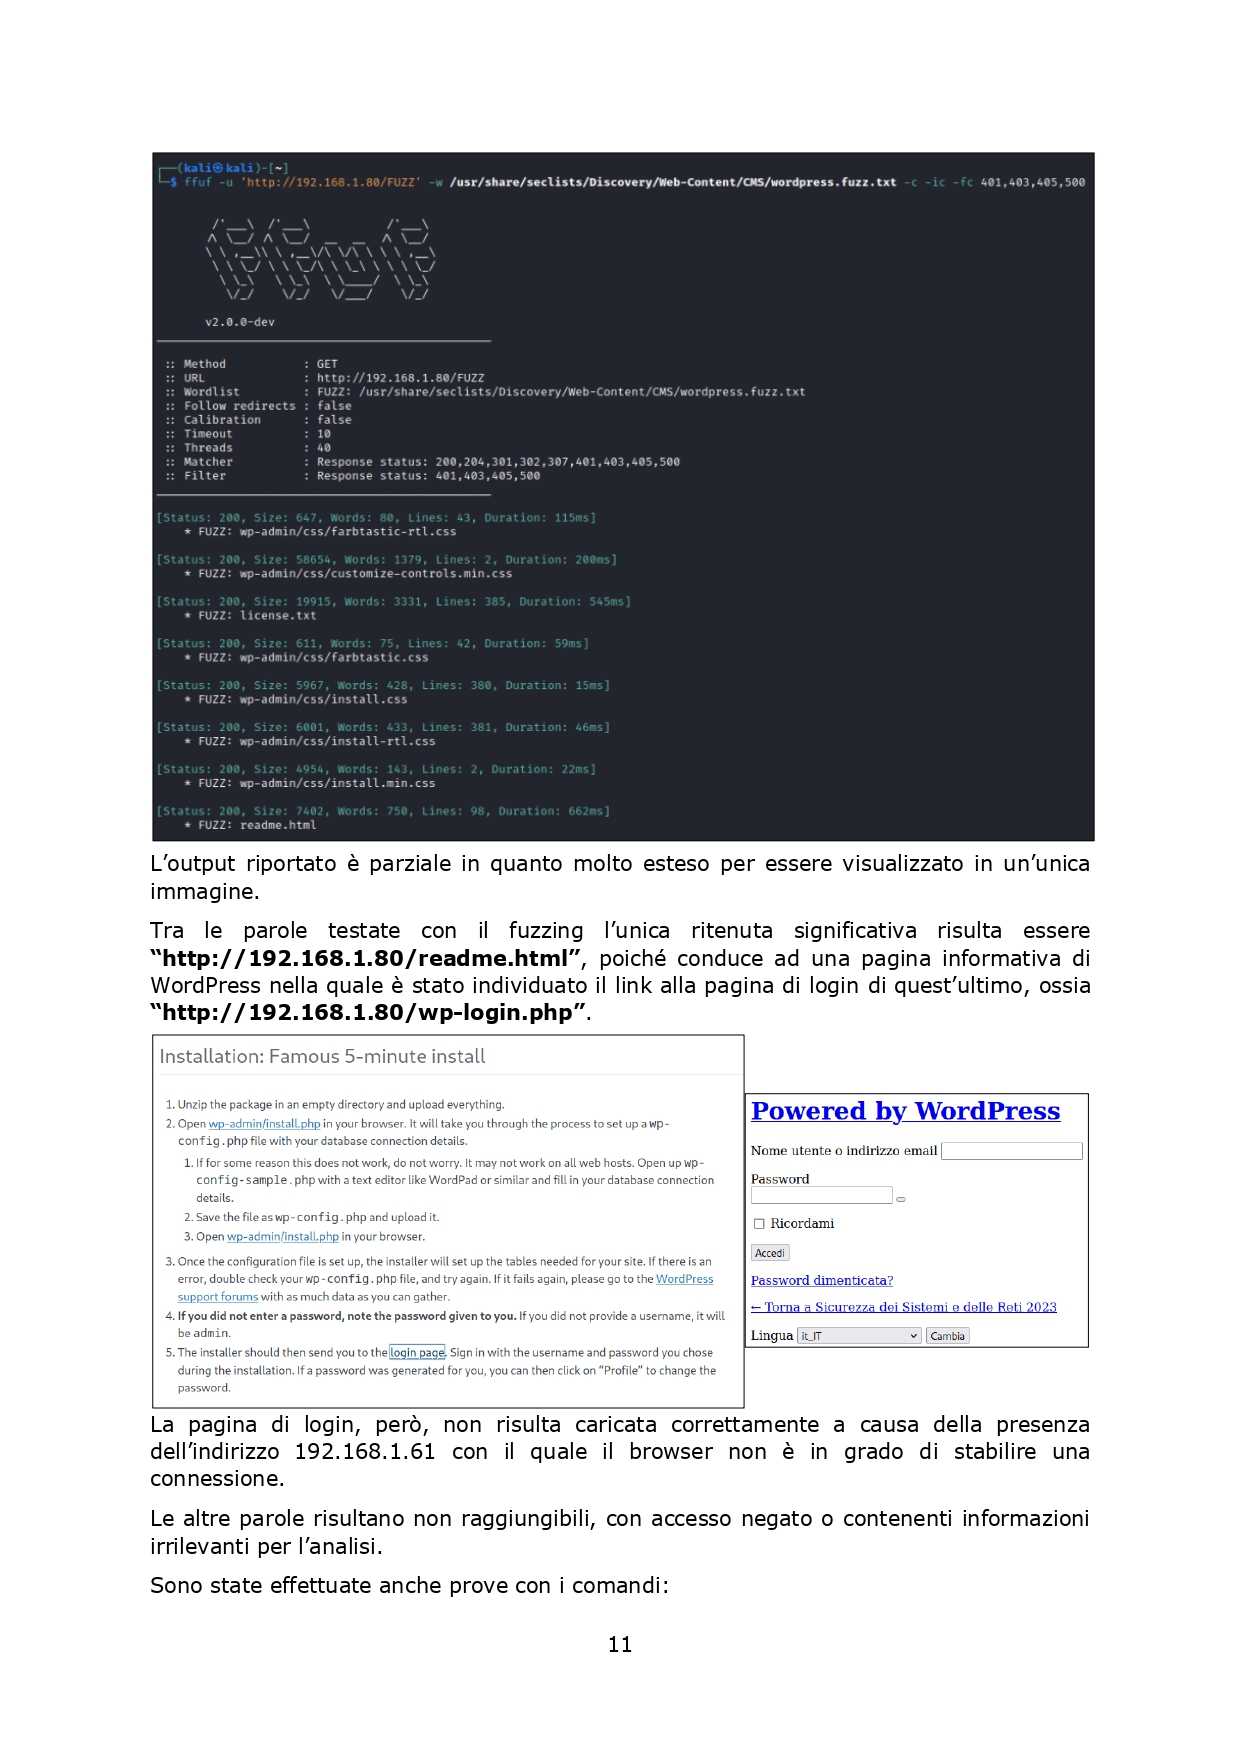 ┌──(kali㉿kali)-[~]
└─$ ffuf -u 'http://192.168.1.80/FUZZ' -w /usr/share/seclists/Discovery/Web-Content/CMS/wordpress.fuzz.txt -c -ic -fc 401,403,405,500
v2.0.0-dev
:: Method : GET
:: URL : http://192.168.1.80/FUZZ
:: Wordlist : FUZZ: /usr/share/seclists/Discovery/Web-Content/CMS/wordpress.fuzz.txt
:: Follow redirects : false
:: Calibration : false
:: Timeout : 10
:: Threads : 40
:: Matcher : Response status: 200,204,301,302,307,401,403,405,500
:: Filter : Response status: 401,403,405,500
[Status: 200, Size: 647, Words: 80, Lines: 43, Duration: 115ms]
* FUZZ: wp-admin/css/farbtastic-rtl.css
[Status: 200, Size: 58654, Words: 1379, Lines: 2, Duration: 200ms]
* FUZZ: wp-admin/css/customize-controls.min.css
[Status: 200, Size: 19915, Words: 3331, Lines: 385, Duration: 545ms]
* FUZZ: license.txt
[Status: 200, Size: 611, Words: 75, Lines: 42, Duration: 59ms]
* FUZZ: wp-admin/css/farbtastic.css
[Status: 200, Size: 5967, Words: 428, Lines: 380, Duration: 15ms]
* FUZZ: wp-admin/css/install.css
[Status: 200, Size: 6001, Words: 433, Lines: 381, Duration: 46ms]
* FUZZ: wp-admin/css/install-rtl.css
[Status: 200, Size: 4954, Words: 143, Lines: 2, Duration: 22ms]
* FUZZ: wp-admin/css/install.min.css
[Status: 200, Size: 7402, Words: 750, Lines: 98, Duration: 662ms]
* FUZZ: readme.html
L’output riportato è parziale in quanto molto esteso per essere visualizzato in un’unica
immagine.
Tra le parole testate con il fuzzing l’unica ritenuta significativa risulta essere
“http://192.168.1.80/readme.html”, poiché conduce ad una pagina informativa di
WordPress nella quale è stato individuato il link alla pagina di login di quest’ultimo, ossia
“http://192.168.1.80/wp-login.php”.
Installation: Famous 5-minute install
1. Unzip the package in an empty directory and upload everything.
2. Open wp-admin/install.php in your browser. It will take you through the process to set up a wp-
config.php file with your database connection details.
1. If for some reason this does not work, do not worry. It may not work on all web hosts. Open up wp-
config-sample.php with a text editor like WordPad or similar and fill in your database connection
details.
2. Save the file as wp-config.php and upload it.
3. Open wp-admin/install.php in your browser.
3. Once the configuration file is set up, the installer will set up the tables needed for your site. If there is an
error, double check your wp-config.php file, and try again. If it fails again, please go to the WordPress
support forums with as much data as you can gather.
4. If you did not enter a password, note the password given to you. If you did not provide a username, it will
be admin.
5. The installer should then send you to the login page. Sign in with the username and password you chose
during the installation. If a password was generated for you, you can then click on “Profile” to change the
password.
Powered by WordPress
Nome utente o indirizzo email
Password
Ricordami
Accedi
Password dimenticata?
← Torna a Sicurezza dei Sistemi e delle Reti 2023
Lingua it_IT Cambia
La pagina di login, però, non risulta caricata correttamente a causa della presenza
dell’indirizzo 192.168.1.61 con il quale il browser non è in grado di stabilire una
connessione.
Le altre parole risultano non raggiungibili, con accesso negato o contenenti informazioni
irrilevanti per l’analisi.
Sono state effettuate anche prove con i comandi:
11